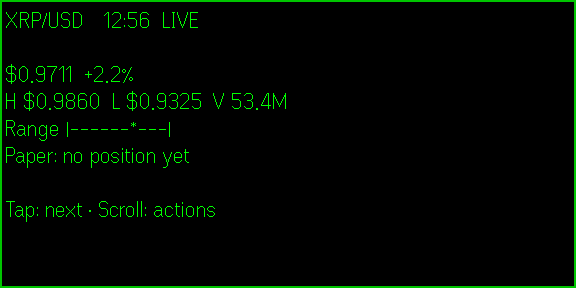 XRP/USD 12:56 LIVE
$0.9711 +2.2%
H $0.9860 L $0.9325 V 53.4M
Range |------*---|
Paper: no position yet
Tap: next · Scroll: actions